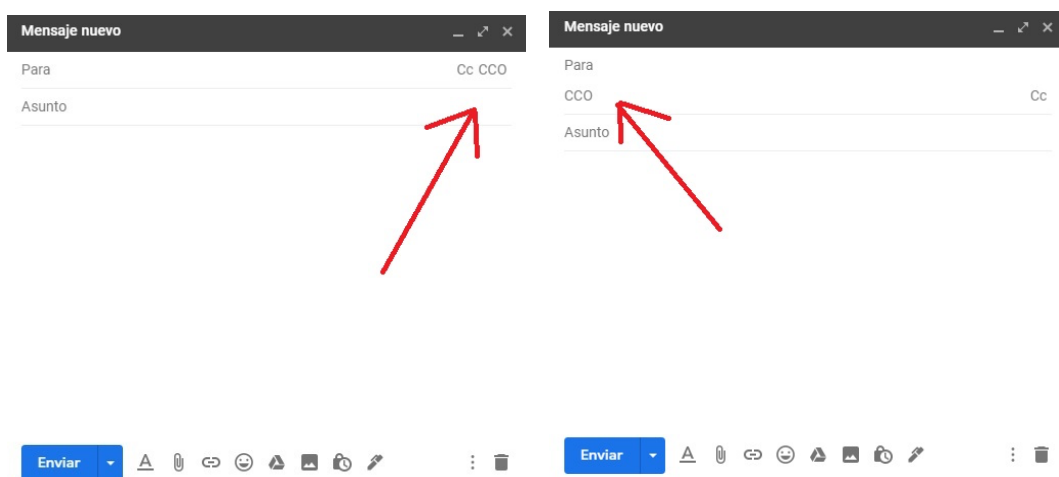 Mensaje nuevo
Para Cc CCO
Asunto
Enviar
Mensaje nuevo
Para
CCO Cc
Asunto
Enviar